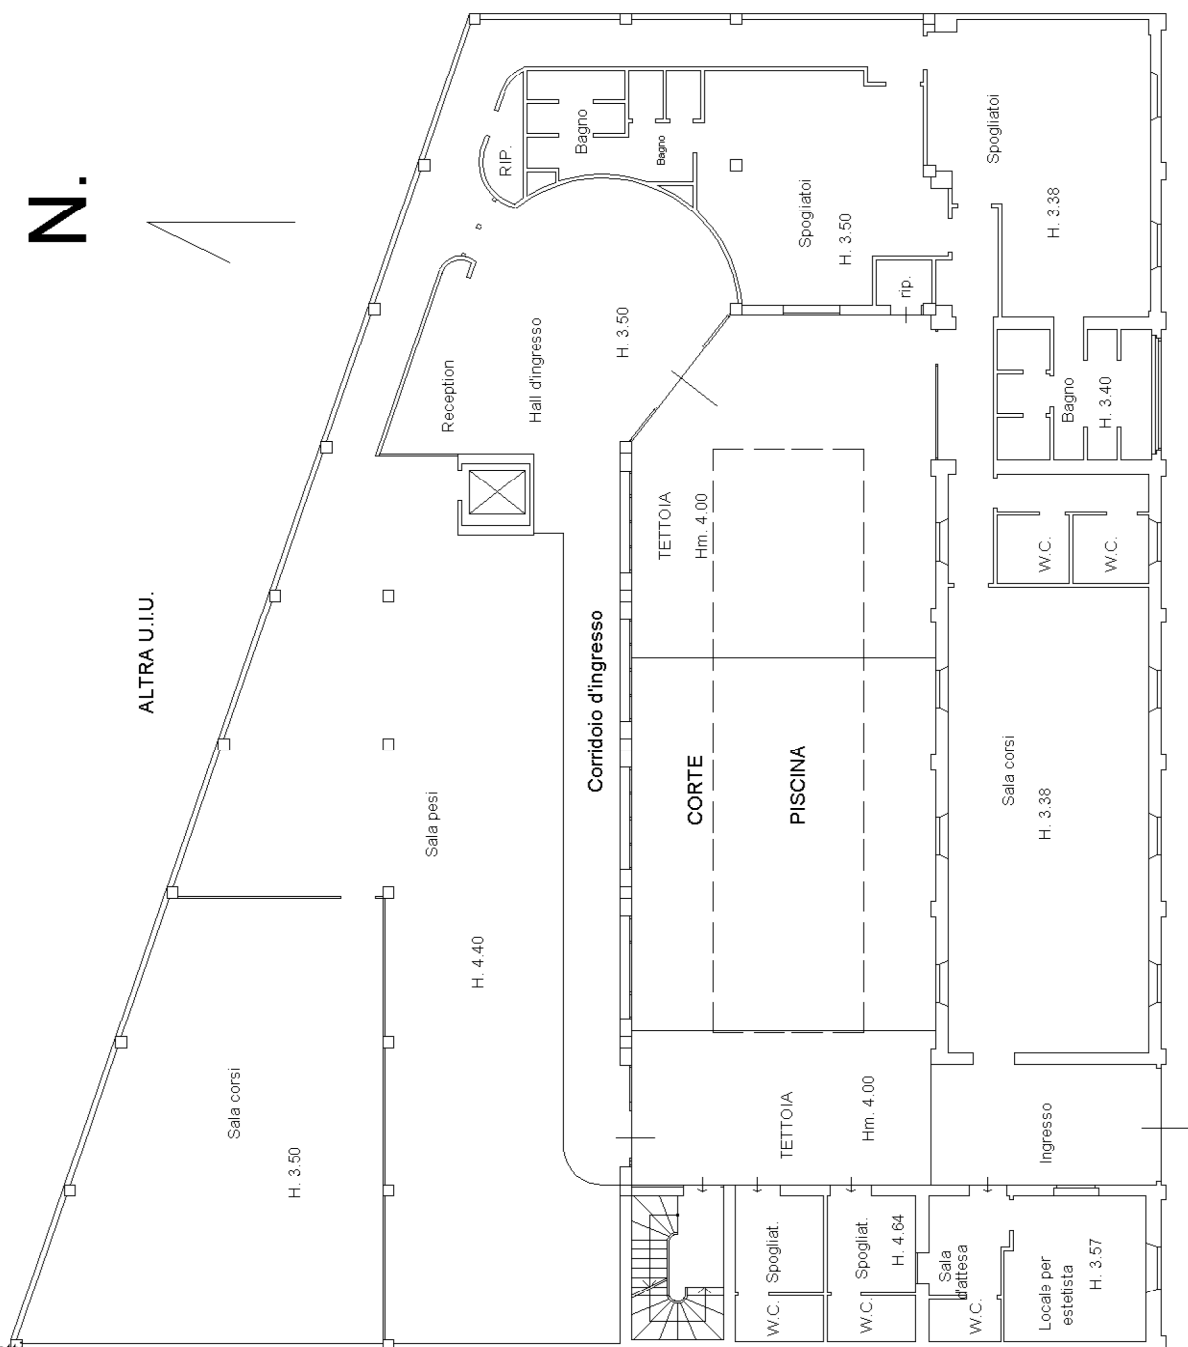 N.
ALTRA U.I.U.
RIP.
Bagno
Bagno
Spogliatoi
H. 3.50
Spogliatoi
H. 3.38
rip.
Reception
Hall d'ingresso
H. 3.50
Bagno
H. 3.40
TETTOIA
Hm. 4.00
W.C.
W.C.
Corridoio d'ingresso
Sala pesi
H. 4.40
CORTE
PISCINA
Sala corsi
H. 3.38
Sala corsi
H. 3.50
TETTOIA
Hm. 4.00
Ingresso
Spogliat.
W.C.
Spogliat.
H. 4.64
W.C.
Sala
d'attesa
W.C.
Locale per
estetista
H. 3.57